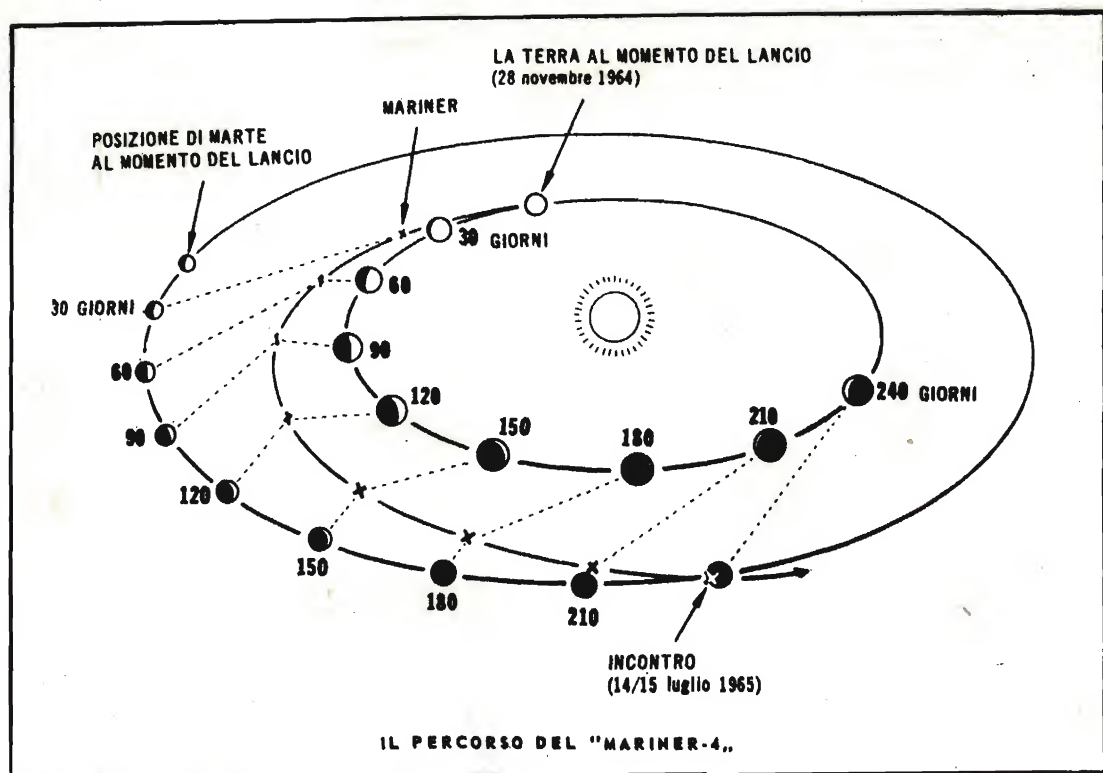 LA TERRA AL MOMENTO DEL LANCIO
(28 novembre 1964)
MARINER
POSIZIONE DI MARTE
AL MOMENTO DEL LANCIO
30 GIORNI
60
90
120
150
180
210
240 GIORNI
30 GIORNI
60
90
120
150
180
210
INCONTRO
(14/15 luglio 1965)
IL PERCORSO DEL "MARINER-4„